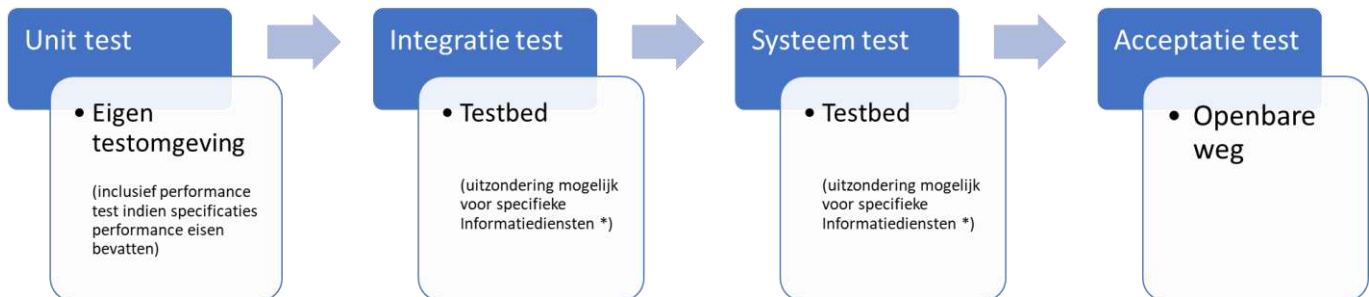 Unit test
• Eigen
testomgeving
(inclusief performance
test indien specificaties
performance eisen
bevatten)
Integratie test
• Testbed
(uitzondering mogelijk
voor specifieke
Informatiediensten *)
Systeem test
• Testbed
(uitzondering mogelijk
voor specifieke
Informatiediensten *)
Acceptatie test
• Openbare
weg